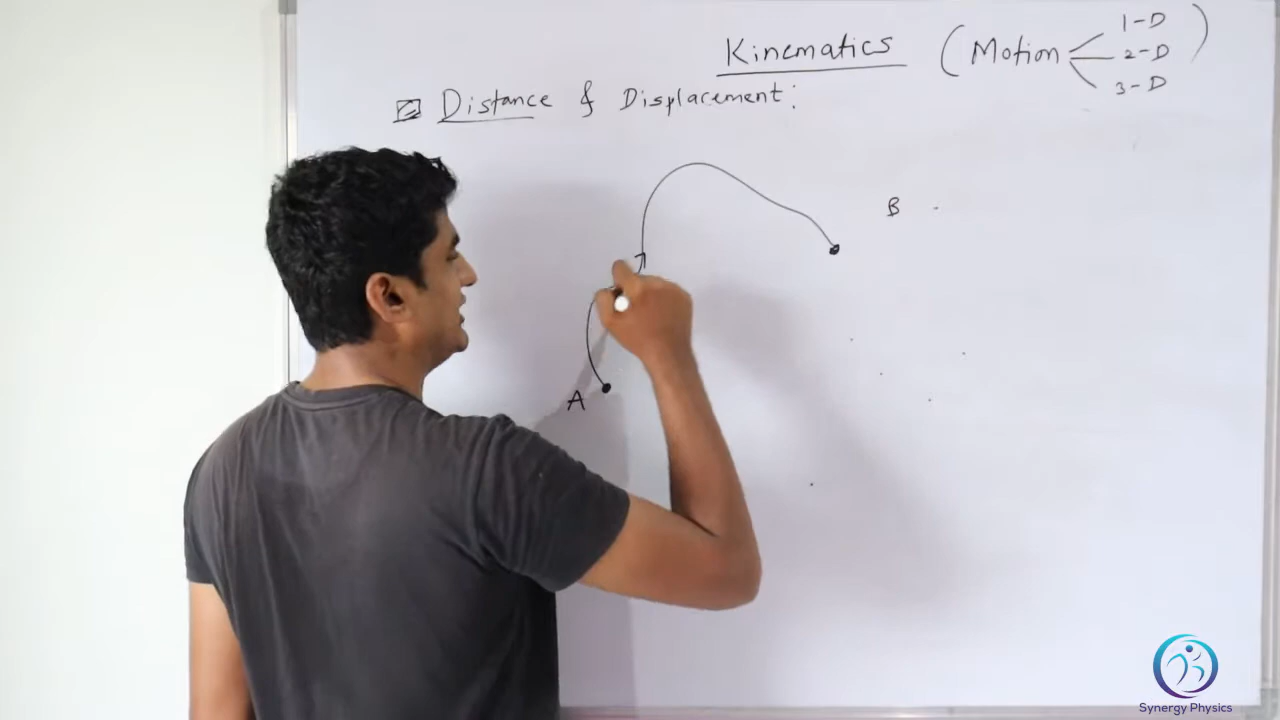 Kinematics (Motion 1-D
2-D
3-D)
Distance & Displacement:
B
A
Synergy Physics